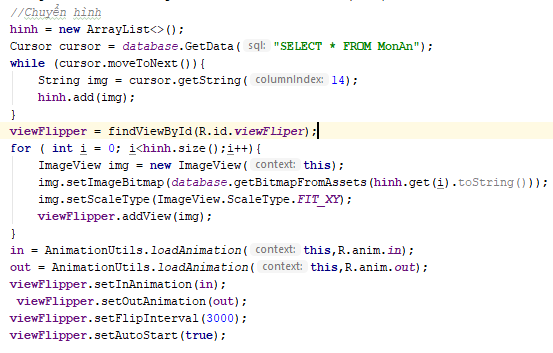 //Chuyển hình
hinh = new ArrayList<>();
Cursor cursor = database.GetData( sql: "SELECT * FROM MonAn");
while (cursor.moveToNext()){
String img = cursor.getString( columnIndex: 14);
hinh.add(img);
}
viewFlipper = findViewById(R.id.viewFliper);
for ( int i = 0; i<hinh.size();i++){
ImageView img = new ImageView( context: this);
img.setImageBitmap(database.getBitmapFromAssets(hinh.get(i).toString()));
img.setScaleType(ImageView.ScaleType.FIT_XY);
viewFlipper.addView(img);
}
in = AnimationUtils.loadAnimation( context: this,R.anim.in);
out = AnimationUtils.loadAnimation( context: this,R.anim.out);
viewFlipper.setInAnimation(in);
viewFlipper.setOutAnimation(out);
viewFlipper.setFlipInterval(3000);
viewFlipper.setAutoStart(true);